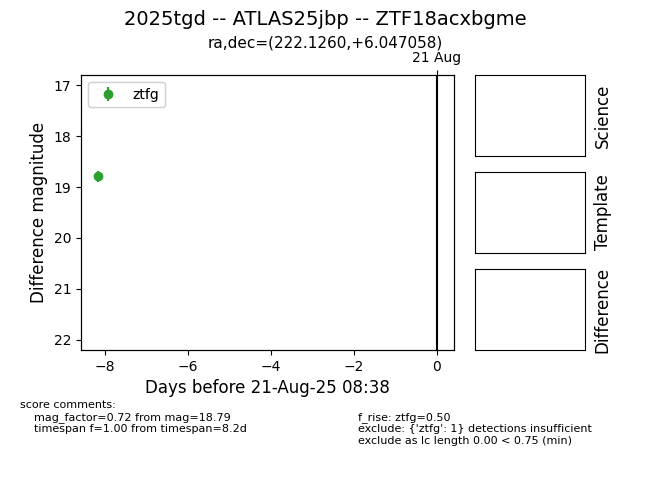 2025tgd -- ATLAS25jbp -- ZTF18acxbgme
ra,dec=(222.1260,+6.047058)
21 Aug
ztfg
17
18
19
20
21
22
Difference magnitude
−8
−6
−4
−2
0
Days before 21-Aug-25 08:38
Science
Template
Difference
score comments:
mag_factor=0.72 from mag=18.79
timespan f=1.00 from timespan=8.2d
f_rise: ztfg=0.50
exclude: {'ztfg': 1} detections insufficient
exclude as lc length 0.00 < 0.75 (min)